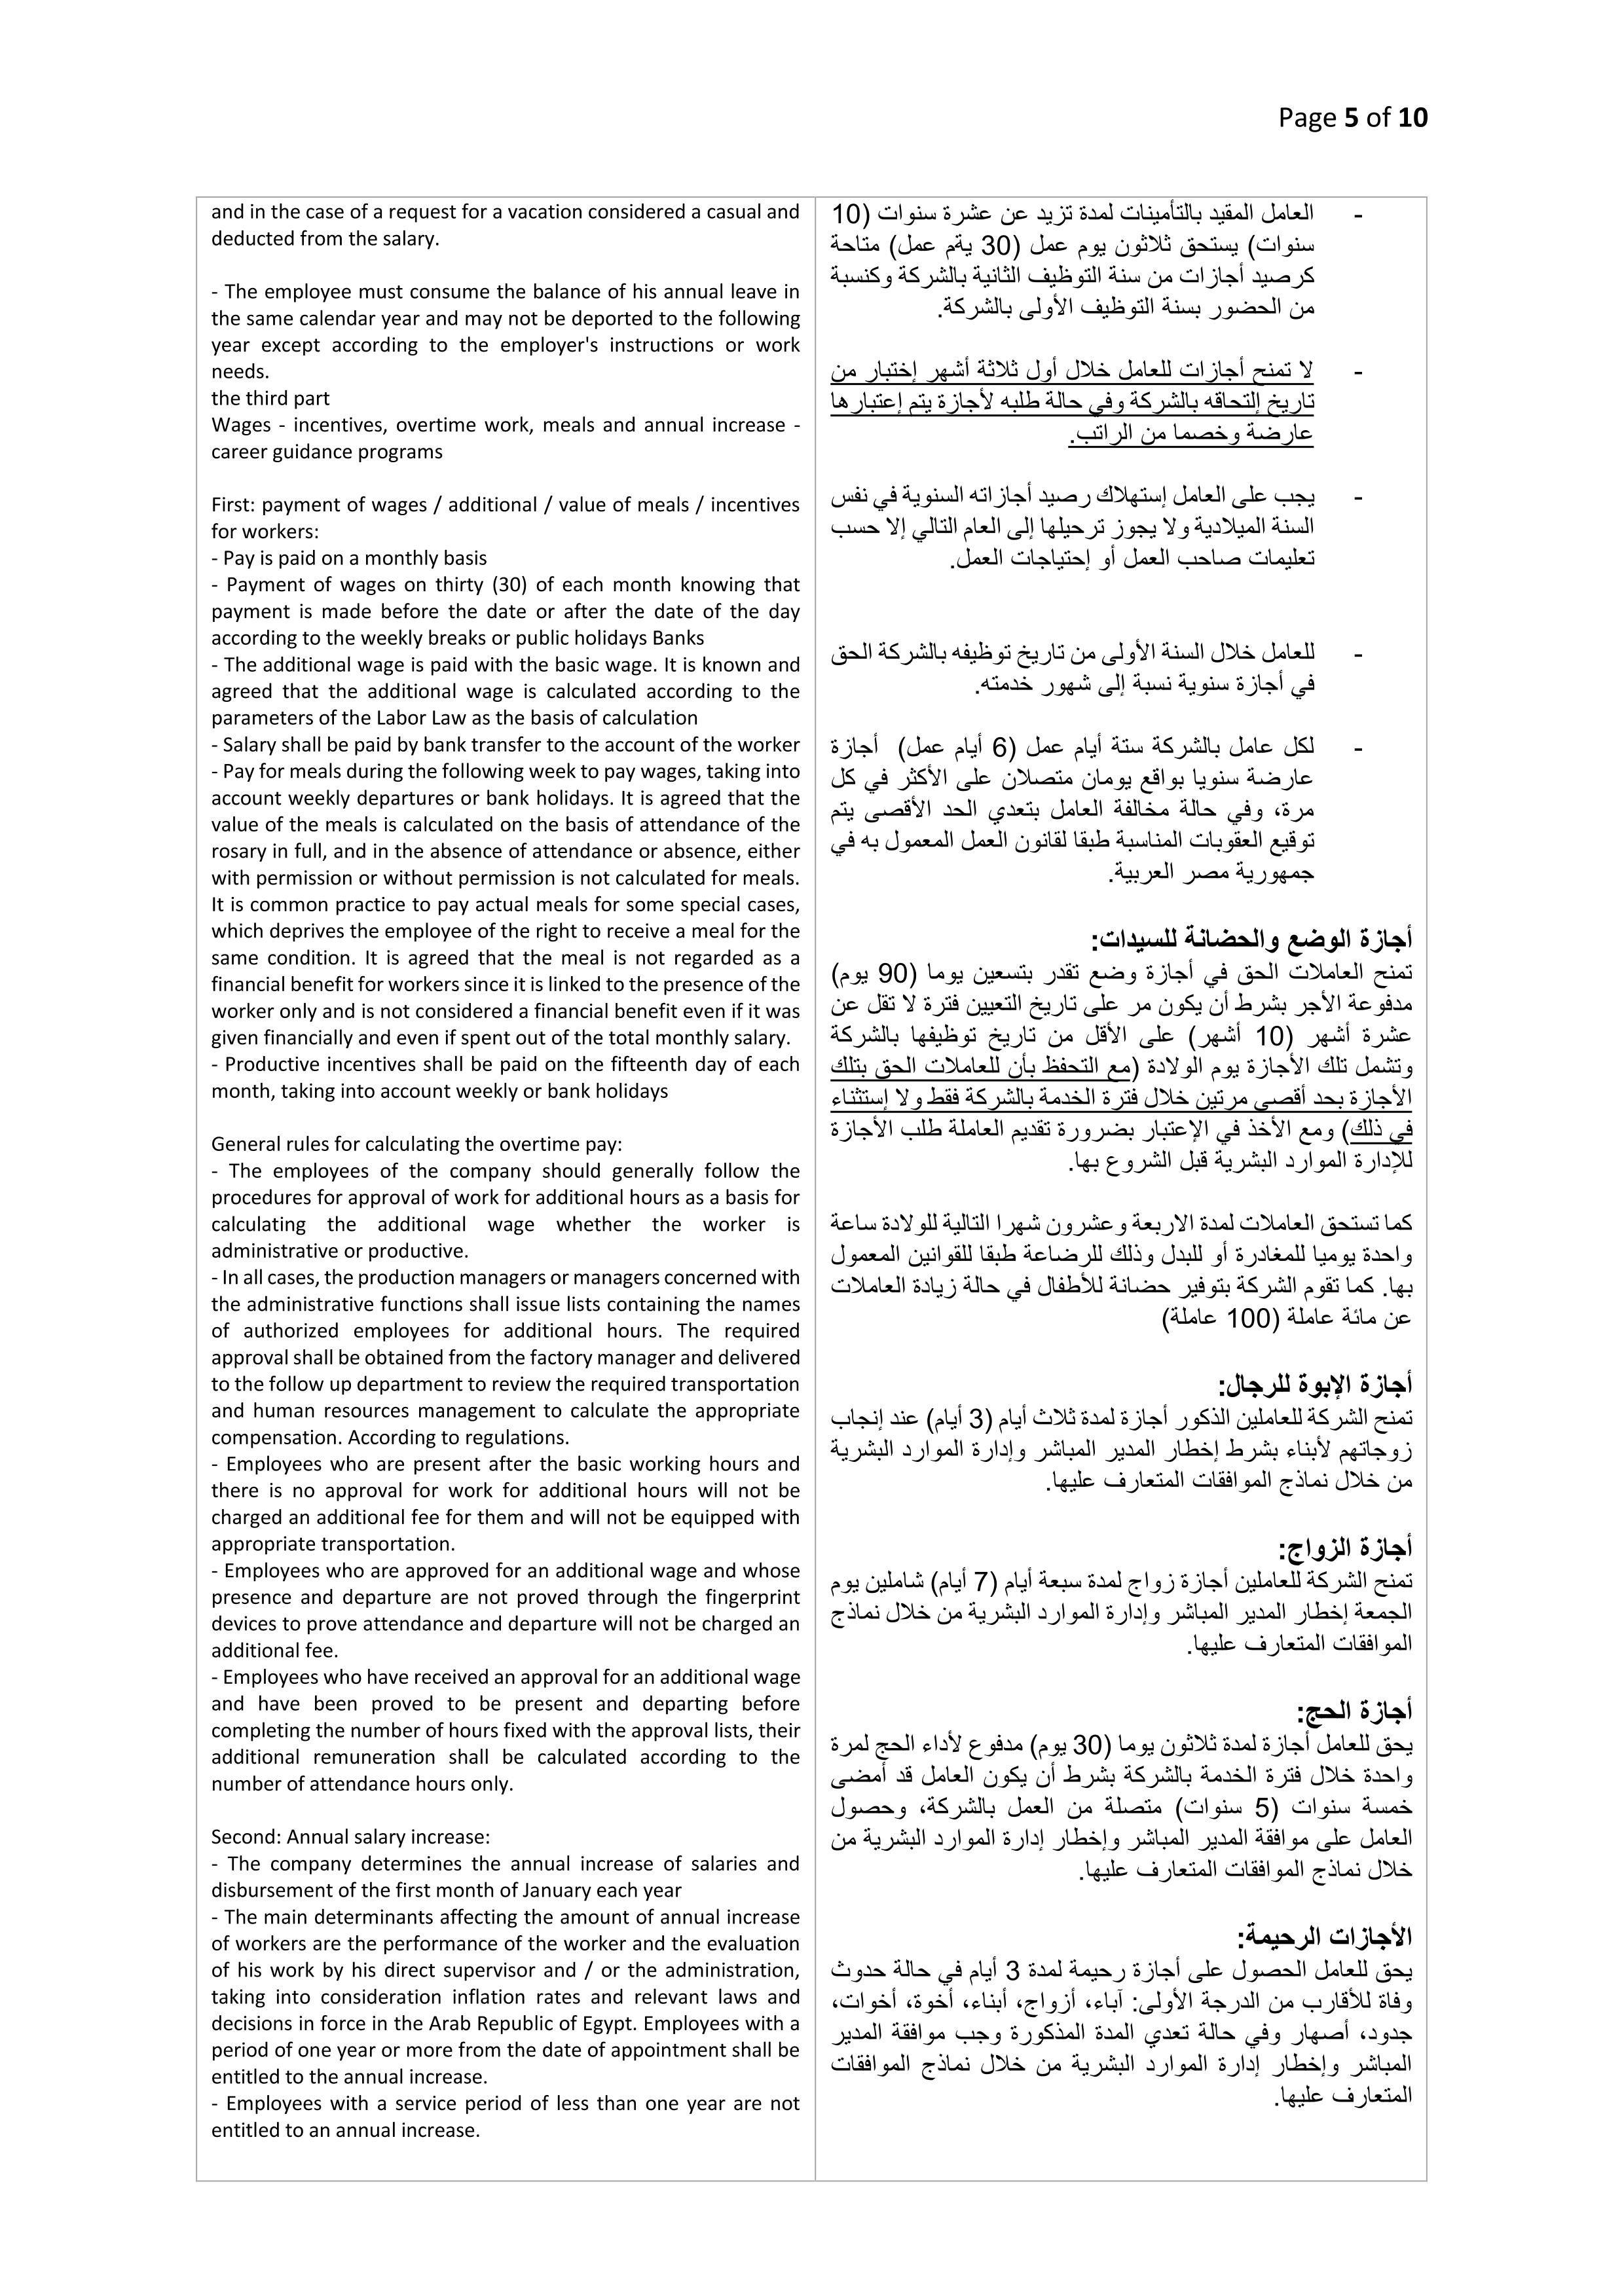 Page 5 of 10
and in the case of a request for a vacation considered a casual and
deducted from the salary.
- The employee must consume the balance of his annual leave in
the same calendar year and may not be deported to the following
year except according to the employer's instructions or work
needs.
the third part
Wages - incentives, overtime work, meals and annual increase -
career guidance programs
First: payment of wages / additional / value of meals / incentives
for workers:
- Pay is paid on a monthly basis
- Payment of wages on thirty (30) of each month knowing that
payment is made before the date or after the date of the day
according to the weekly breaks or public holidays Banks
- The additional wage is paid with the basic wage. It is known and
agreed that the additional wage is calculated according to the
parameters of the Labor Law as the basis of calculation
- Salary shall be paid by bank transfer to the account of the worker
- Pay for meals during the following week to pay wages, taking into
account weekly departures or bank holidays. It is agreed that the
value of the meals is calculated on the basis of attendance of the
rosary in full, and in the absence of attendance or absence, either
with permission or without permission is not calculated for meals.
It is common practice to pay actual meals for some special cases,
which deprives the employee of the right to receive a meal for the
same condition. It is agreed that the meal is not regarded as a
financial benefit for workers since it is linked to the presence of the
worker only and is not considered a financial benefit even if it was
given financially and even if spent out of the total monthly salary.
- Productive incentives shall be paid on the fifteenth day of each
month, taking into account weekly or bank holidays
General rules for calculating the overtime pay:
- The employees of the company should generally follow the
procedures for approval of work for additional hours as a basis for
calculating the additional wage whether the worker is
administrative or productive.
- In all cases, the production managers or managers concerned with
the administrative functions shall issue lists containing the names
of authorized employees for additional hours. The required
approval shall be obtained from the factory manager and delivered
to the follow up department to review the required transportation
and human resources management to calculate the appropriate
compensation. According to regulations.
- Employees who are present after the basic working hours and
there is no approval for work for additional hours will not be
charged an additional fee for them and will not be equipped with
appropriate transportation.
- Employees who are approved for an additional wage and whose
presence and departure are not proved through the fingerprint
devices to prove attendance and departure will not be charged an
additional fee.
- Employees who have received an approval for an additional wage
and have been proved to be present and departing before
completing the number of hours fixed with the approval lists, their
additional remuneration shall be calculated according to the
number of attendance hours only.
Second: Annual salary increase:
- The company determines the annual increase of salaries and
disbursement of the first month of January each year
- The main determinants affecting the amount of annual increase
of workers are the performance of the worker and the evaluation
of his work by his direct supervisor and / or the administration,
taking into consideration inflation rates and relevant laws and
decisions in force in the Arab Republic of Egypt. Employees with a
period of one year or more from the date of appointment shall be
entitled to the annual increase.
- Employees with a service period of less than one year are not
entitled to an annual increase.
- العامل المقيد بالتأمينات لمدة تزيد عن عشرة سنوات (10
سنوات) يستحق ثلاثون يوم عمل (30 يةم عمل) متاحة
كرصيد أجازات من سنة التوظيف الثانية بالشركة وكنسبة
من الحضور بسنة التوظيف الأولى بالشركة.
- لا تمنح أجازات للعامل خلال أول ثلاثة أشهر إختبار من
تاريخ إلتحاقه بالشركة وفي حالة طلبه لأجازة يتم إعتبارها
عارضة وخصما من الراتب.
- يجب على العامل إستهلاك رصيد أجازاته السنوية في نفس
السنة الميلادية ولا يجوز ترحيلها إلى العام التالي إلا حسب
تعليمات صاحب العمل أو إحتياجات العمل.
- للعامل خلال السنة الأولى من تاريخ توظيفه بالشركة الحق
في أجازة سنوية نسبة إلى شهور خدمته.
- لكل عامل بالشركة ستة أيام عمل (6 أيام عمل) أجازة
عارضة سنويا بواقع يومان متصلان على الأكثر في كل
مرة، وفي حالة مخالفة العامل بتعدي الحد الأقصى يتم
توقيع العقوبات المناسبة طبقا لقانون العمل المعمول به في
جمهورية مصر العربية.
أجازة الوضع والحضانة للسيدات:
تمنح العاملات الحق في أجازة وضع تقدر بتسعين يوما (90 يوم)
مدفوعة الأجر بشرط أن يكون مر على تاريخ التعيين فترة لا تقل عن
عشرة أشهر (10 أشهر) على الأقل من تاريخ توظيفها بالشركة
وتشمل تلك الأجازة يوم الولادة (مع التحفظ بأن للعاملات الحق بتلك
الأجازة بحد أقصى مرتين خلال فترة الخدمة بالشركة فقط ولا إستثناء
في ذلك) ومع الأخذ في الإعتبار بضرورة تقديم العاملة طلب الأجازة
للإدارة الموارد البشرية قبل الشروع بها.
كما تستحق العاملات لمدة الاربعة وعشرون شهرا التالية للولادة ساعة
واحدة يوميا للمغادرة أو للبدل وذلك للرضاعة طبقا للقوانين المعمول
بها. كما تقوم الشركة بتوفير حضانة للأطفال في حالة زيادة العاملات
عن مائة عاملة (100 عاملة)
أجازة الإبوة للرجال:
تمنح الشركة للعاملين الذكور أجازة لمدة ثلاث أيام (3 أيام) عند إنجاب
زوجاتهم لأبناء بشرط إخطار المدير المباشر وإدارة الموارد البشرية
من خلال نماذج الموافقات المتعارف عليها.
أجازة الزواج:
تمنح الشركة للعاملين أجازة زواج لمدة سبعة أيام (7 أيام) شاملين يوم
الجمعة إخطار المدير المباشر وإدارة الموارد البشرية من خلال نماذج
الموافقات المتعارف عليها.
أجازة الحج:
يحق للعامل أجازة لمدة ثلاثون يوما (30 يوم) مدفوع لأداء الحج لمرة
واحدة خلال فترة الخدمة بالشركة بشرط أن يكون العامل قد أمضى
خمسة سنوات (5 سنوات) متصلة من العمل بالشركة، وحصول
العامل على موافقة المدير المباشر وإخطار إدارة الموارد البشرية من
خلال نماذج الموافقات المتعارف عليها.
الأجازات الرحيمة:
يحق للعامل الحصول على أجازة رحيمة لمدة 3 أيام في حالة حدوث
وفاة للأقارب من الدرجة الأولى: آباء، أزواج، أبناء، أخوة، أخوات،
جدود، أصهار وفي حالة تعدي المدة المذكورة وجب موافقة المدير
المباشر وإخطار إدارة الموارد البشرية من خلال نماذج الموافقات
المتعارف عليها.